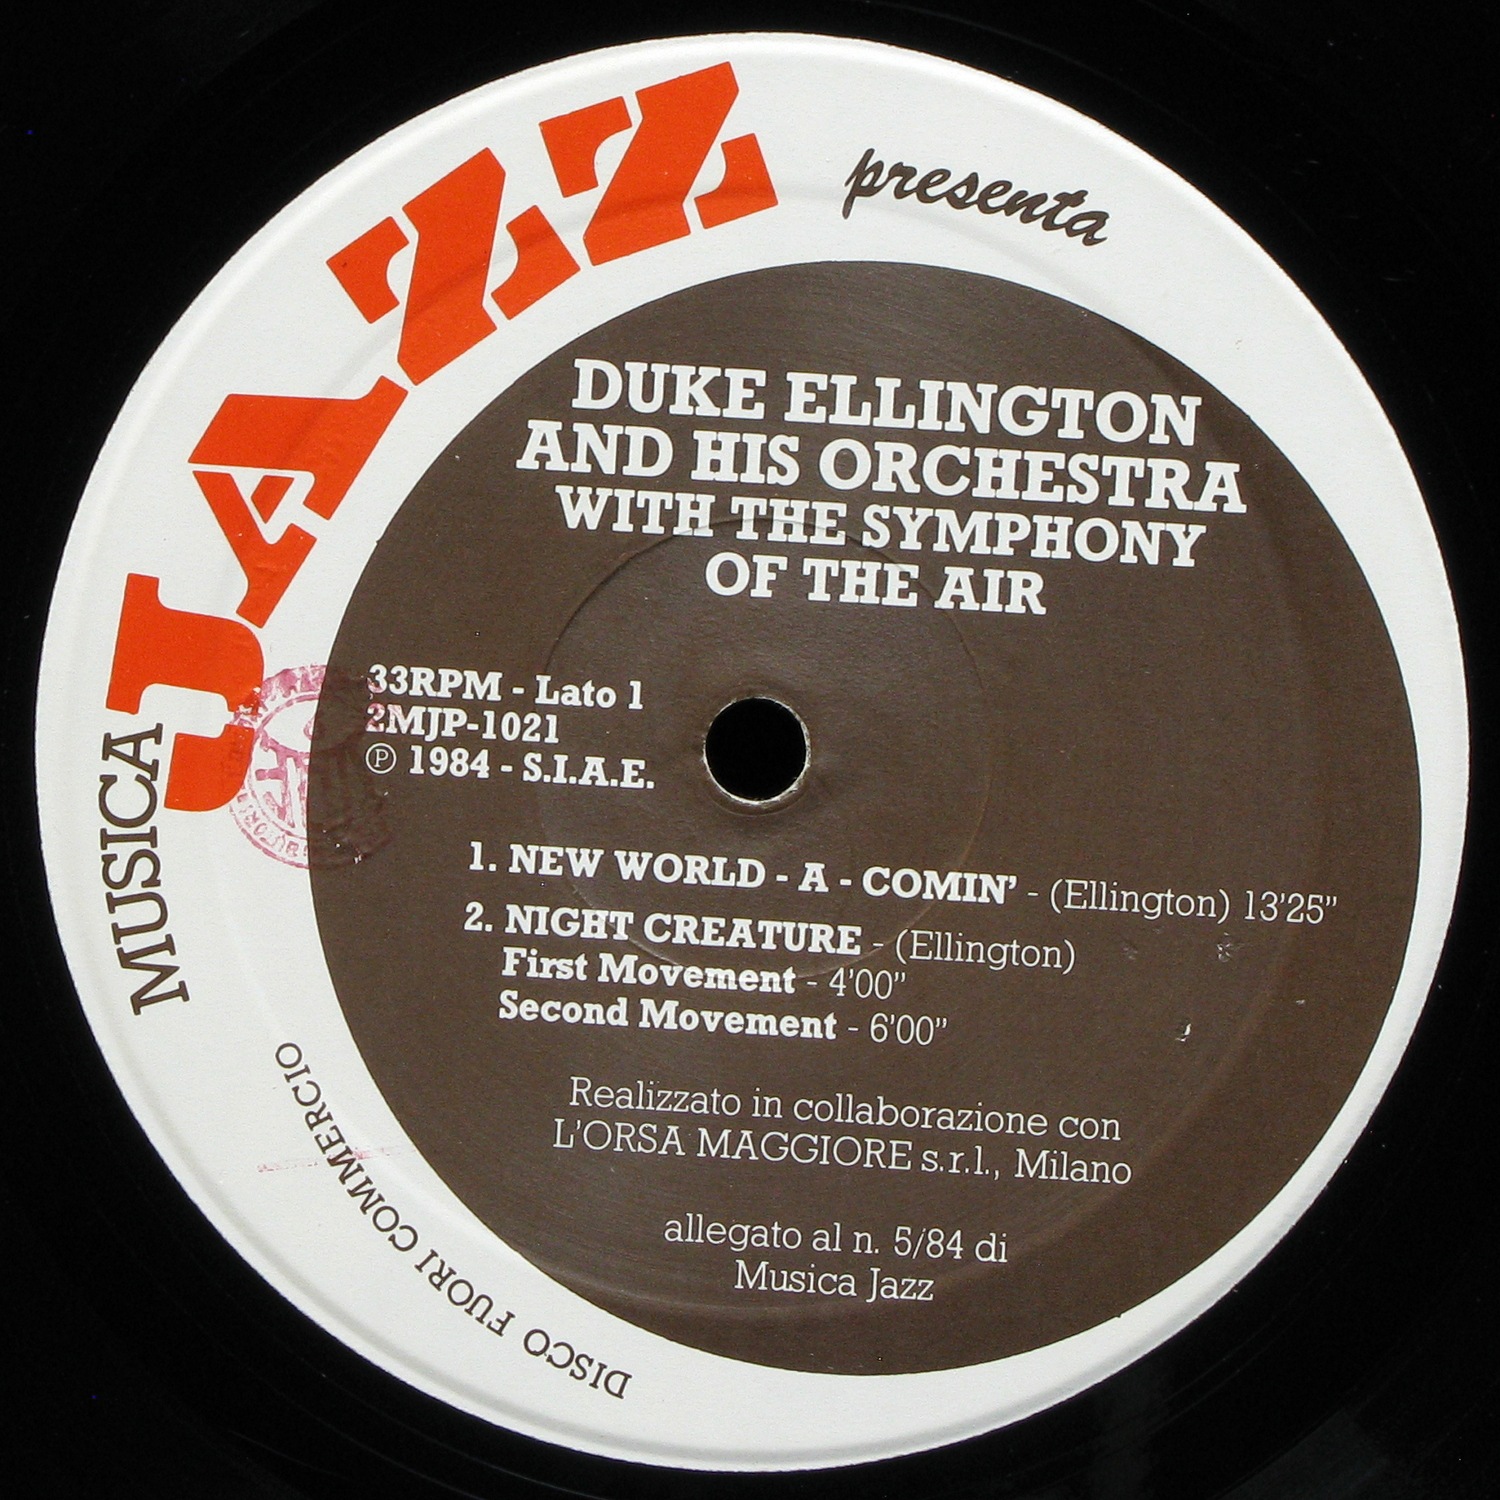 MUSICA JAZZ presenta
DUKE ELLINGTON
AND HIS ORCHESTRA
WITH THE SYMPHONY
OF THE AIR
33RPM - Lato 1
2MJP-1021
Ⓟ 1984 - S.I.A.E.
1. NEW WORLD - A - COMIN' - (Ellington) 13'25"
2. NIGHT CREATURE - (Ellington)
First Movement - 4'00"
Second Movement - 6'00"
Realizzato in collaborazione con
L'ORSA MAGGIORE s.r.l., Milano
allegato al n. 5/84 di
Musica Jazz
DISCO FUORI COMMERCIO